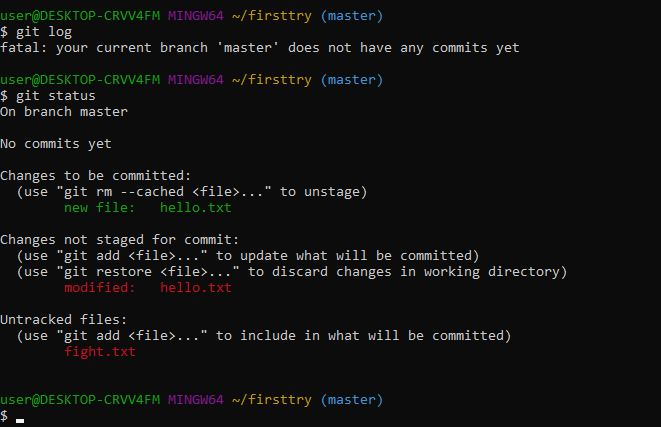 user@DESKTOP-CRVV4FM MINGW64 ~/firsttry (master)
$ git log
fatal: your current branch 'master' does not have any commits yet
user@DESKTOP-CRVV4FM MINGW64 ~/firsttry (master)
$ git status
On branch master
No commits yet
Changes to be committed:
  (use "git rm --cached <file>..." to unstage)
        new file:   hello.txt
Changes not staged for commit:
  (use "git add <file>..." to update what will be committed)
  (use "git restore <file>..." to discard changes in working directory)
        modified:   hello.txt
Untracked files:
  (use "git add <file>..." to include in what will be committed)
        fight.txt
user@DESKTOP-CRVV4FM MINGW64 ~/firsttry (master)
$